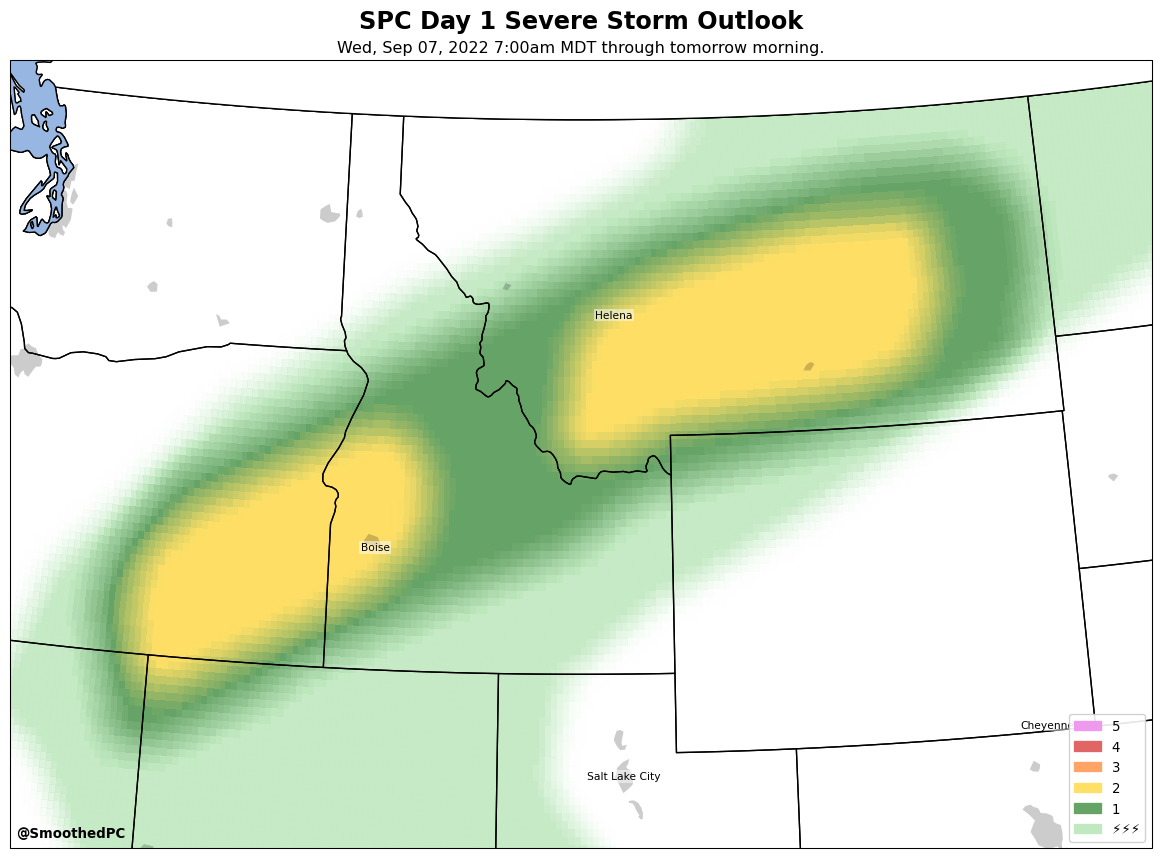 SPC Day 1 Severe Storm Outlook
Wed, Sep 07, 2022 7:00am MDT through tomorrow morning.
Helena
Boise
Salt Lake City
Cheyenne
5
4
3
2
1
⚡⚡⚡
@SmoothedPC